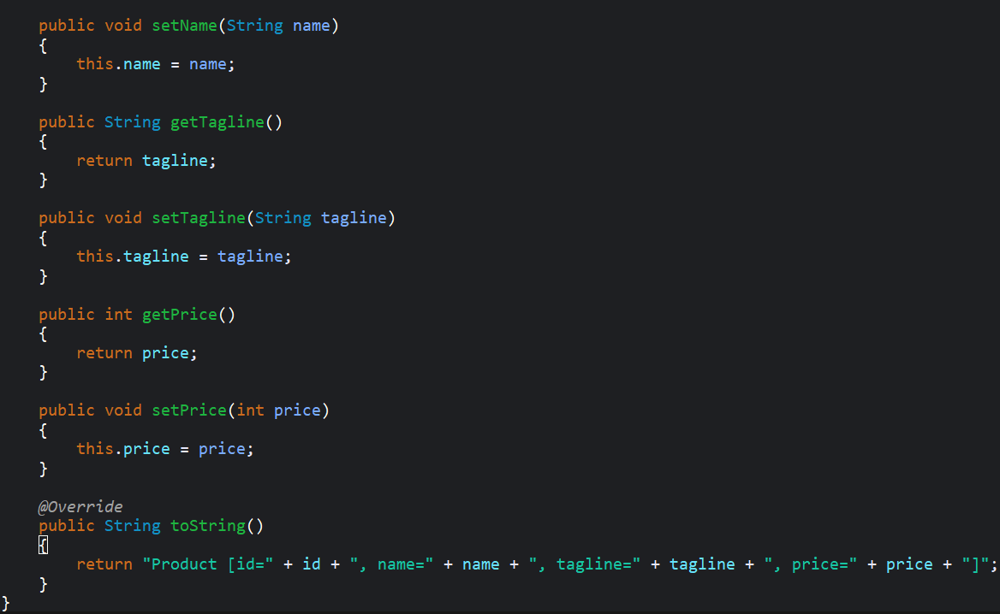 public void setName(String name)
{
this.name = name;
}
public String getTagline()
{
return tagline;
}
public void setTagline(String tagline)
{
this.tagline = tagline;
}
public int getPrice()
{
return price;
}
public void setPrice(int price)
{
this.price = price;
}
@Override
public String toString()
{
return "Product [id=" + id + ", name=" + name + ", tagline=" + tagline + ", price=" + price + "]";
}
}